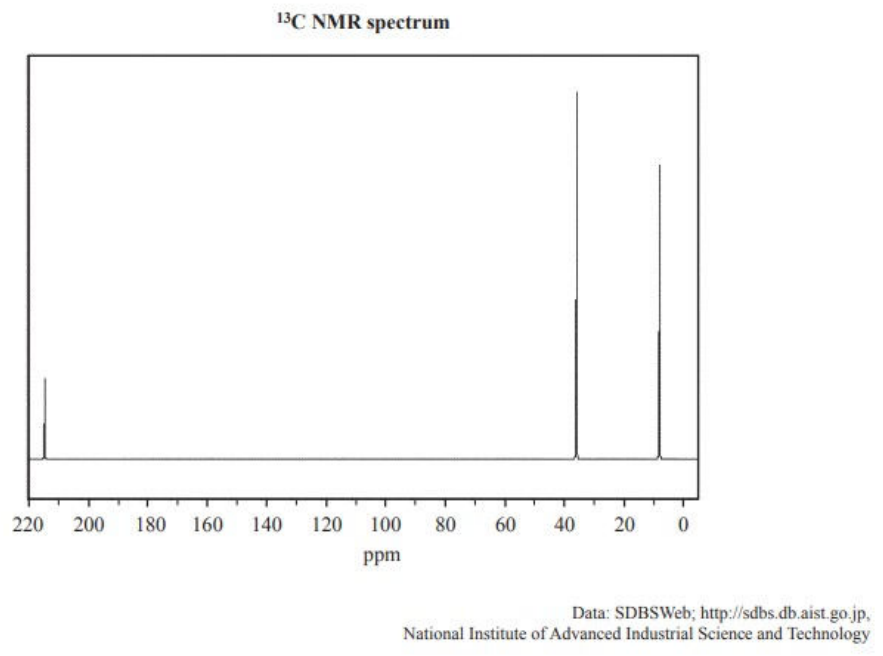 ¹³C NMR spectrum
220 200 180 160 140 120 100 80 60 40 20 0
ppm
Data: SDBSWeb; http://sdbs.db.aist.go.jp,
National Institute of Advanced Industrial Science and Technology